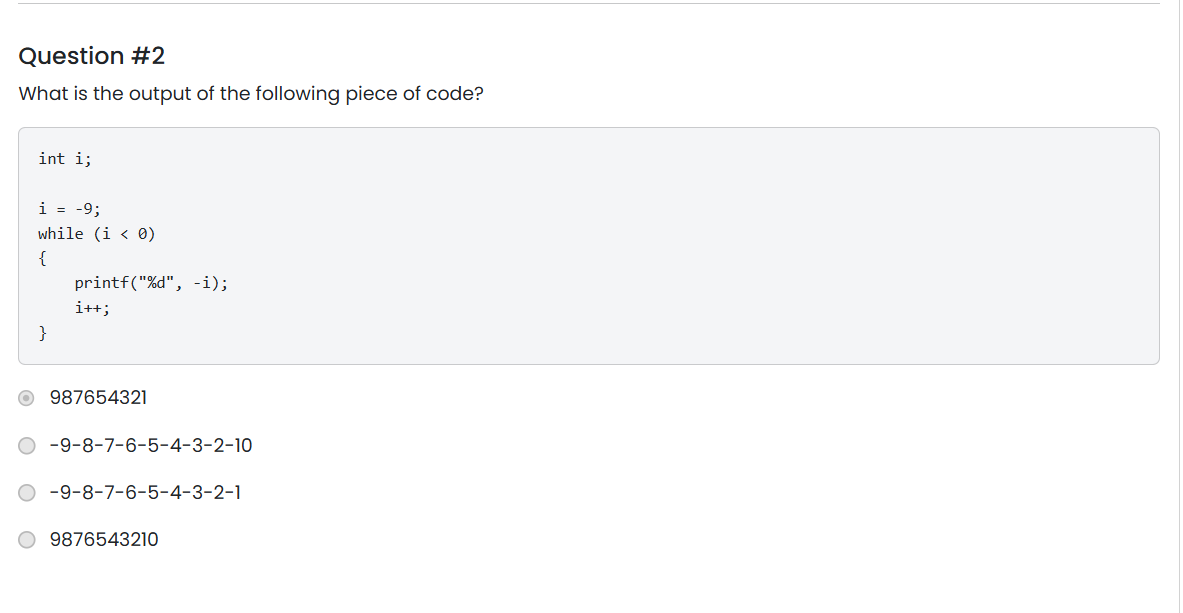 Question #2
What is the output of the following piece of code?
int i;
i = -9;
while (i < 0)
{
    printf("%d", -i);
    i++;
}
987654321
-9-8-7-6-5-4-3-2-10
-9-8-7-6-5-4-3-2-1
9876543210